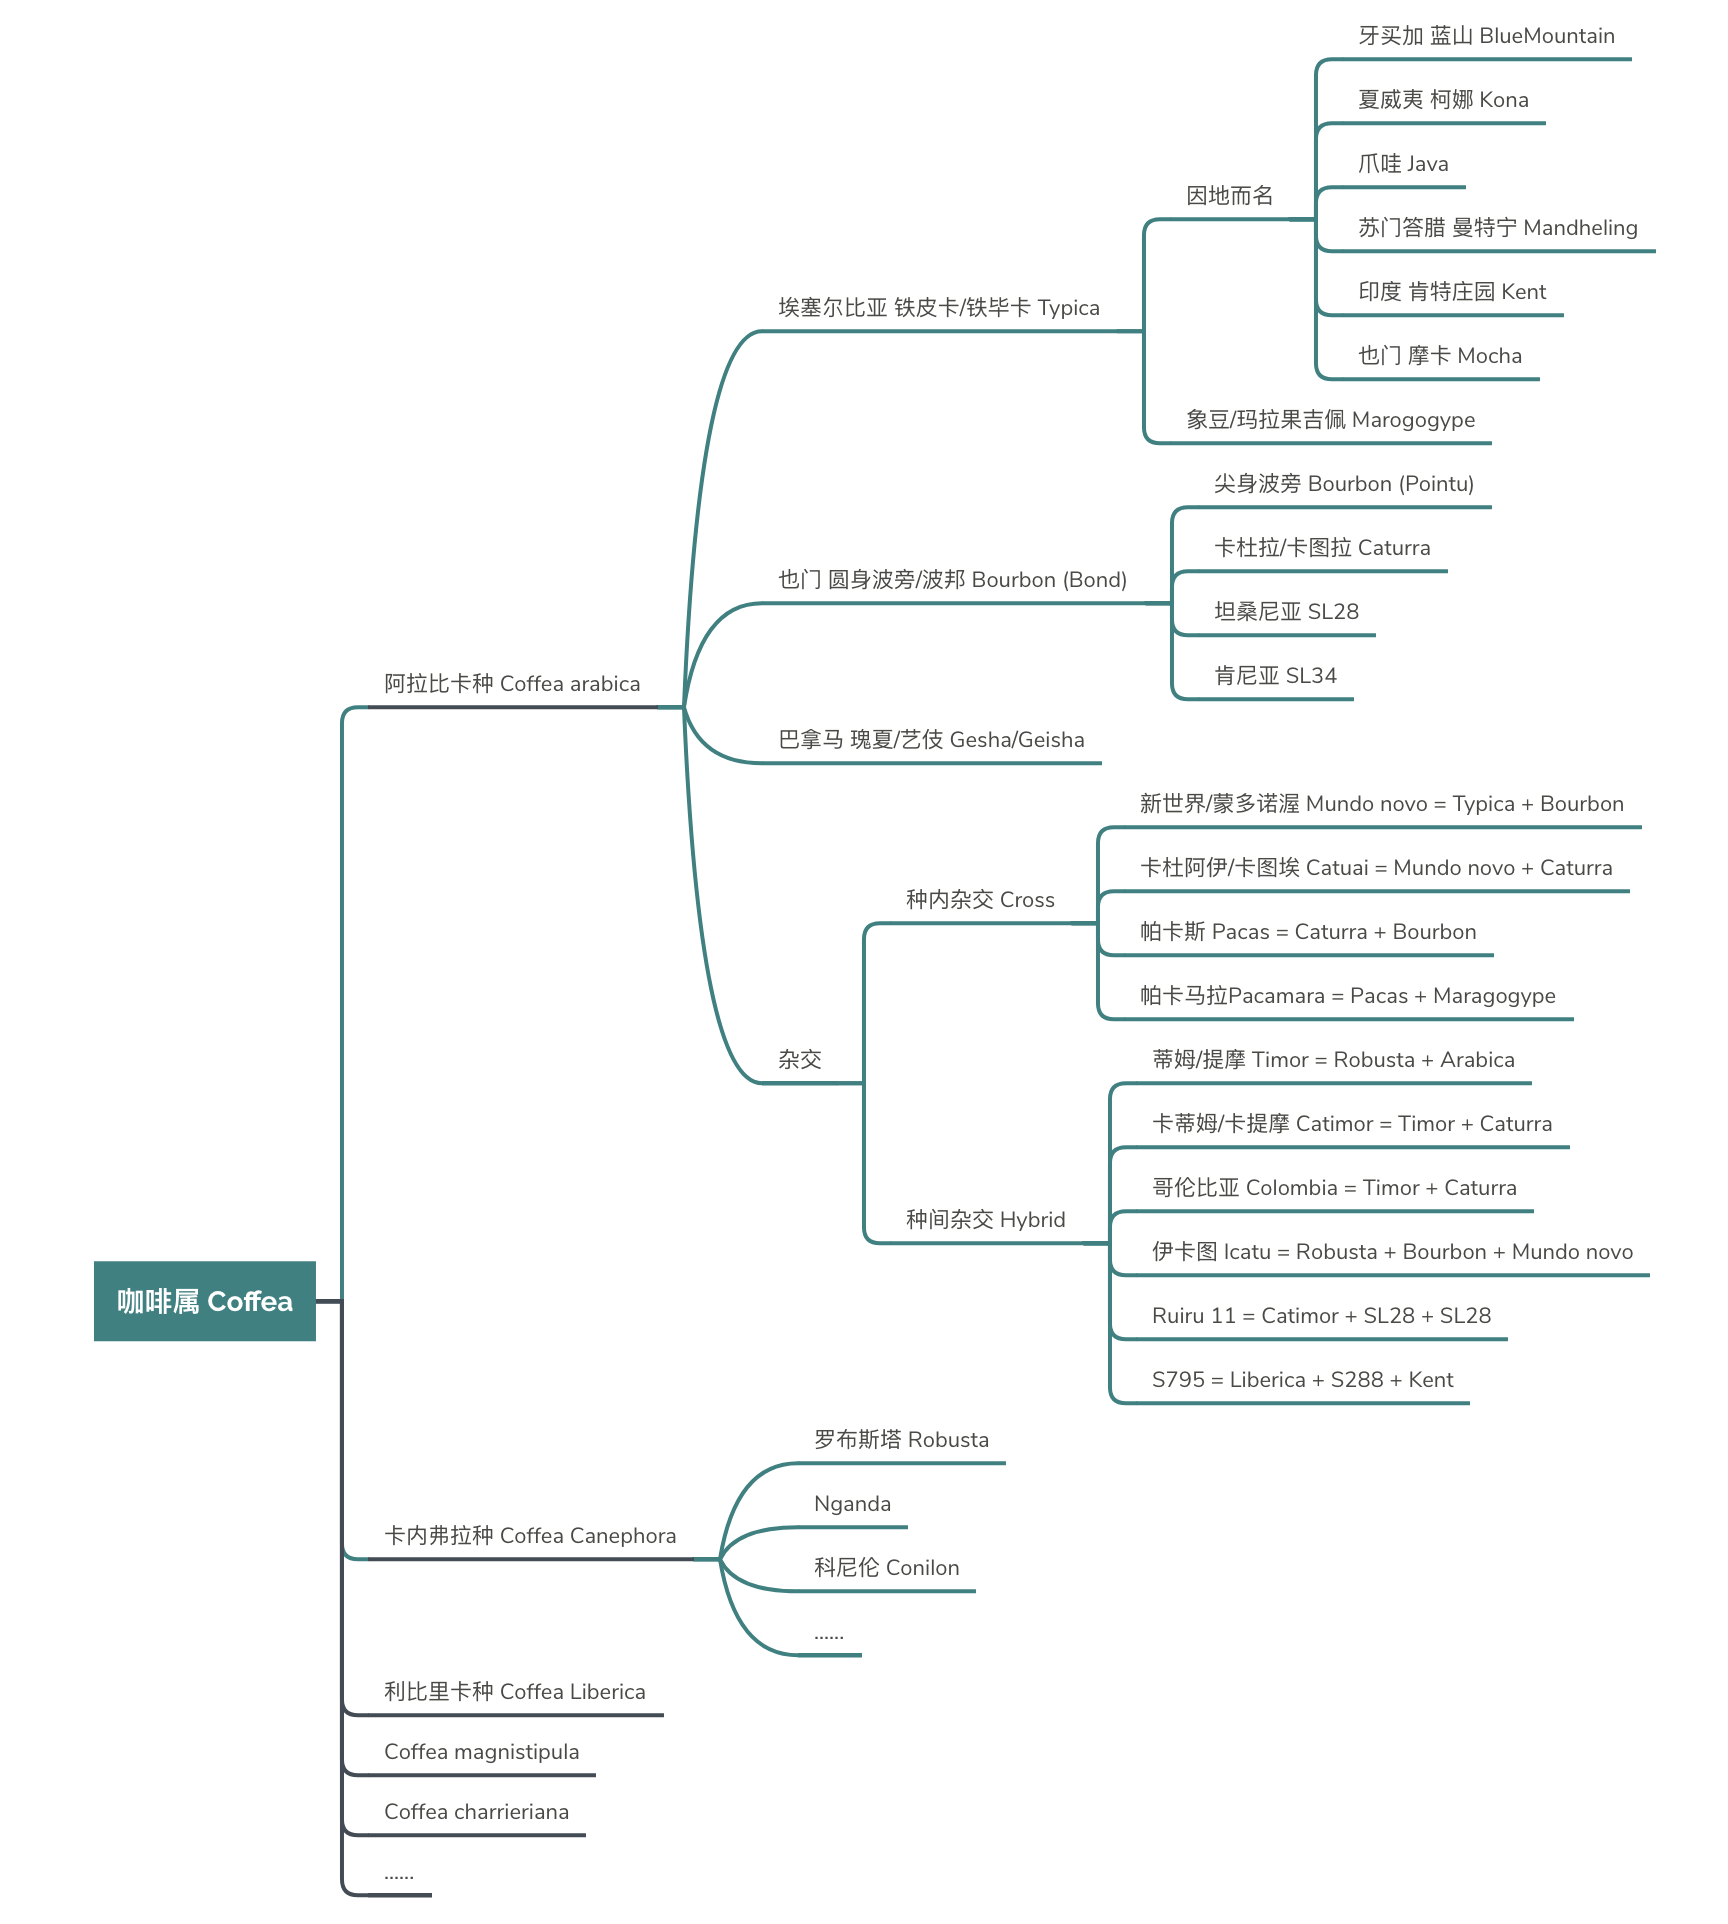 咖啡属 Coffea
阿拉比卡种 Coffea arabica
埃塞尔比亚 铁皮卡/铁毕卡 Typica
因地而名
牙买加 蓝山 BlueMountain
夏威夷 柯娜 Kona
爪哇 Java
苏门答腊 曼特宁 Mandheling
印度 肯特庄园 Kent
也门 摩卡 Mocha
象豆/玛拉果吉佩 Marogogype
也门 圆身波旁/波邦 Bourbon (Bond)
尖身波旁 Bourbon (Pointu)
卡杜拉/卡图拉 Caturra
坦桑尼亚 SL28
肯尼亚 SL34
巴拿马 瑰夏/艺伎 Gesha/Geisha
杂交
种内杂交 Cross
新世界/蒙多诺渥 Mundo novo = Typica + Bourbon
卡杜阿伊/卡图埃 Catuai = Mundo novo + Caturra
帕卡斯 Pacas = Caturra + Bourbon
帕卡马拉Pacamara = Pacas + Maragogype
种间杂交 Hybrid
蒂姆/提摩 Timor = Robusta + Arabica
卡蒂姆/卡提摩 Catimor = Timor + Caturra
哥伦比亚 Colombia = Timor + Caturra
伊卡图 Icatu = Robusta + Bourbon + Mundo novo
Ruiru 11 = Catimor + SL28 + SL28
S795 = Liberica + S288 + Kent
卡内弗拉种 Coffea Canephora
罗布斯塔 Robusta
Nganda
科尼伦 Conilon
……
利比里卡种 Coffea Liberica
Coffea magnistipula
Coffea charrieriana
……